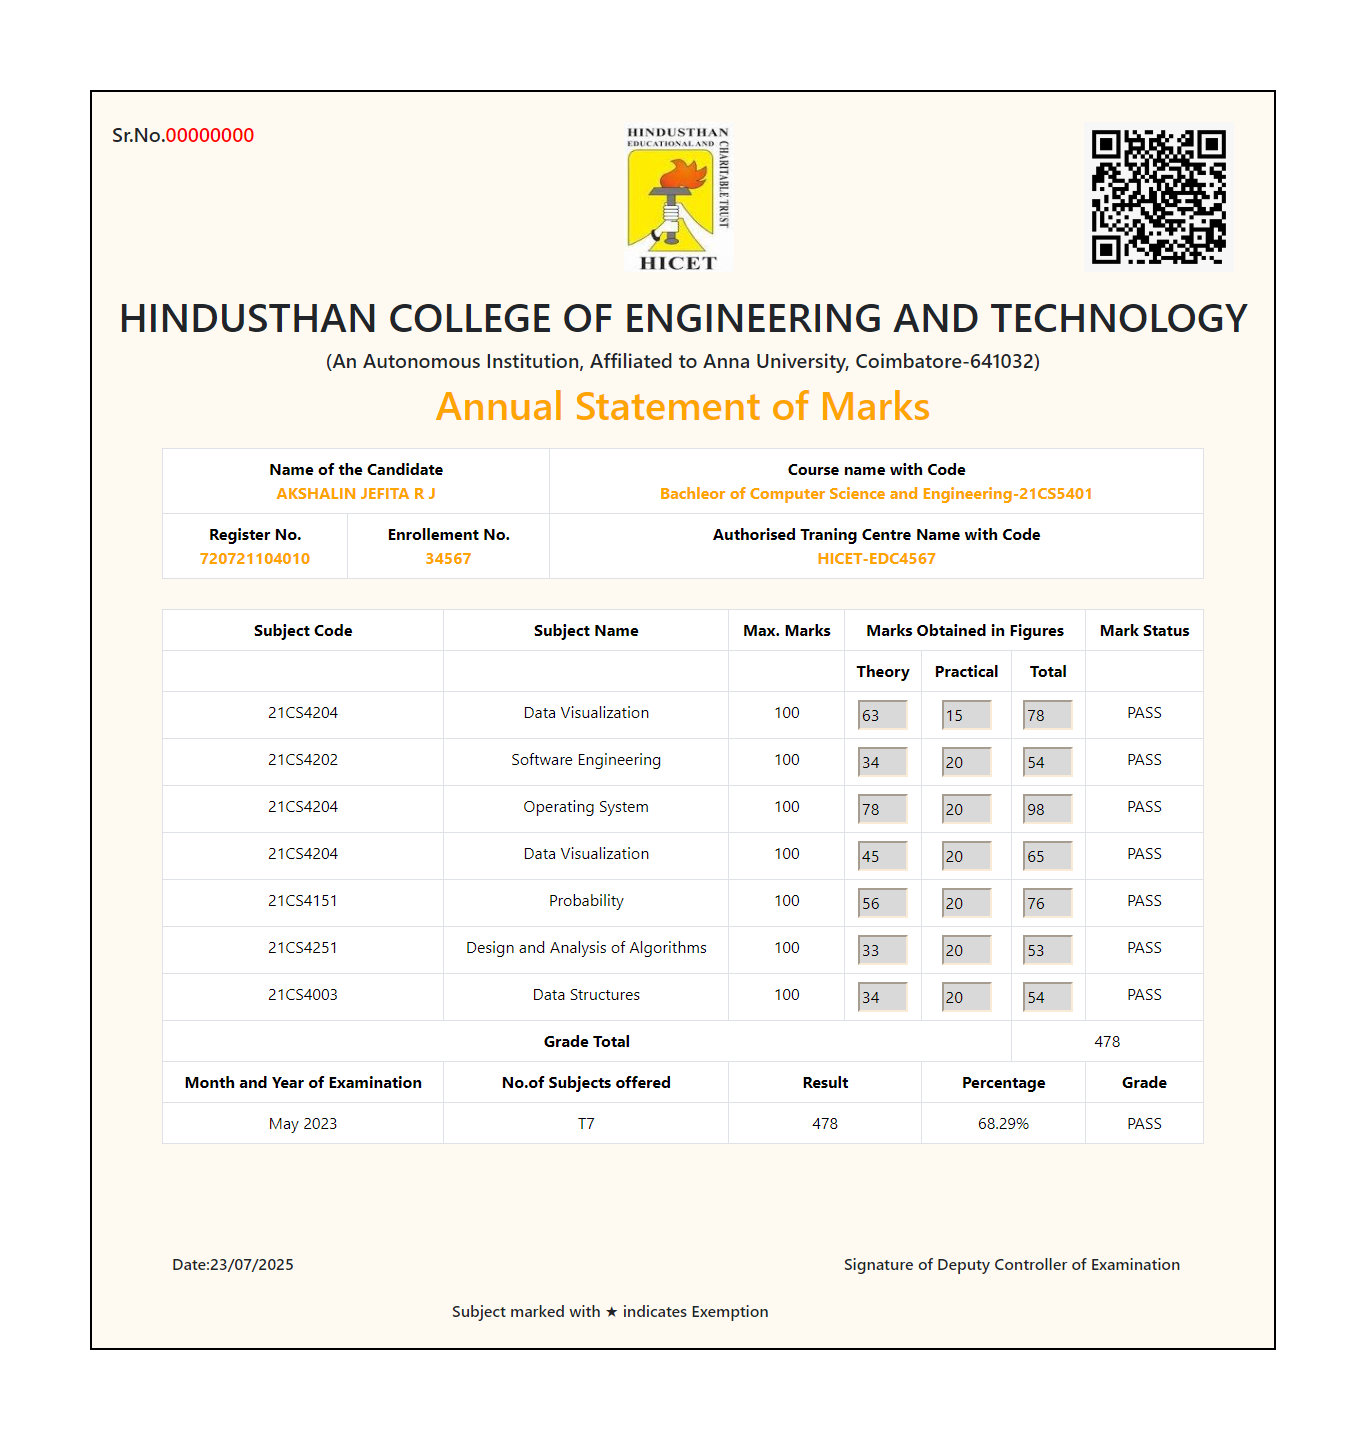 Sr.No.00000000
HINDUSTHAN
EDUCATIONAL AND
CHARITABLE TRUST
HICET
HINDUSTHAN COLLEGE OF ENGINEERING AND TECHNOLOGY
(An Autonomous Institution, Affiliated to Anna University, Coimbatore-641032)
Annual Statement of Marks
Name of the Candidate Course name with Code
AKSHALIN JEFITA R J Bachleor of Computer Science and Engineering-21CS5401
Register No. Enrollement No. Authorised Traning Centre Name with Code
720721104010 34567 HICET-EDC4567
Subject Code Subject Name Max. Marks Marks Obtained in Figures Mark Status
Theory Practical Total
21CS4204 Data Visualization 100 63 15 78 PASS
21CS4202 Software Engineering 100 34 20 54 PASS
21CS4204 Operating System 100 78 20 98 PASS
21CS4204 Data Visualization 100 45 20 65 PASS
21CS4151 Probability 100 56 20 76 PASS
21CS4251 Design and Analysis of Algorithms 100 33 20 53 PASS
21CS4003 Data Structures 100 34 20 54 PASS
Grade Total 478
Month and Year of Examination No.of Subjects offered Result Percentage Grade
May 2023 T7 478 68.29% PASS
Date:23/07/2025 Signature of Deputy Controller of Examination
Subject marked with ★ indicates Exemption